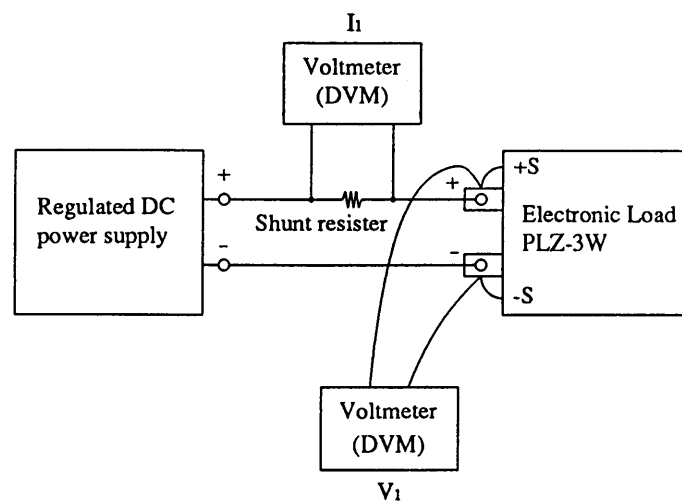 I1
Voltmeter
(DVM)
Regulated DC
power supply
+
−
Shunt resister
+
−
+S
-S
Electronic Load
PLZ-3W
Voltmeter
(DVM)
V1